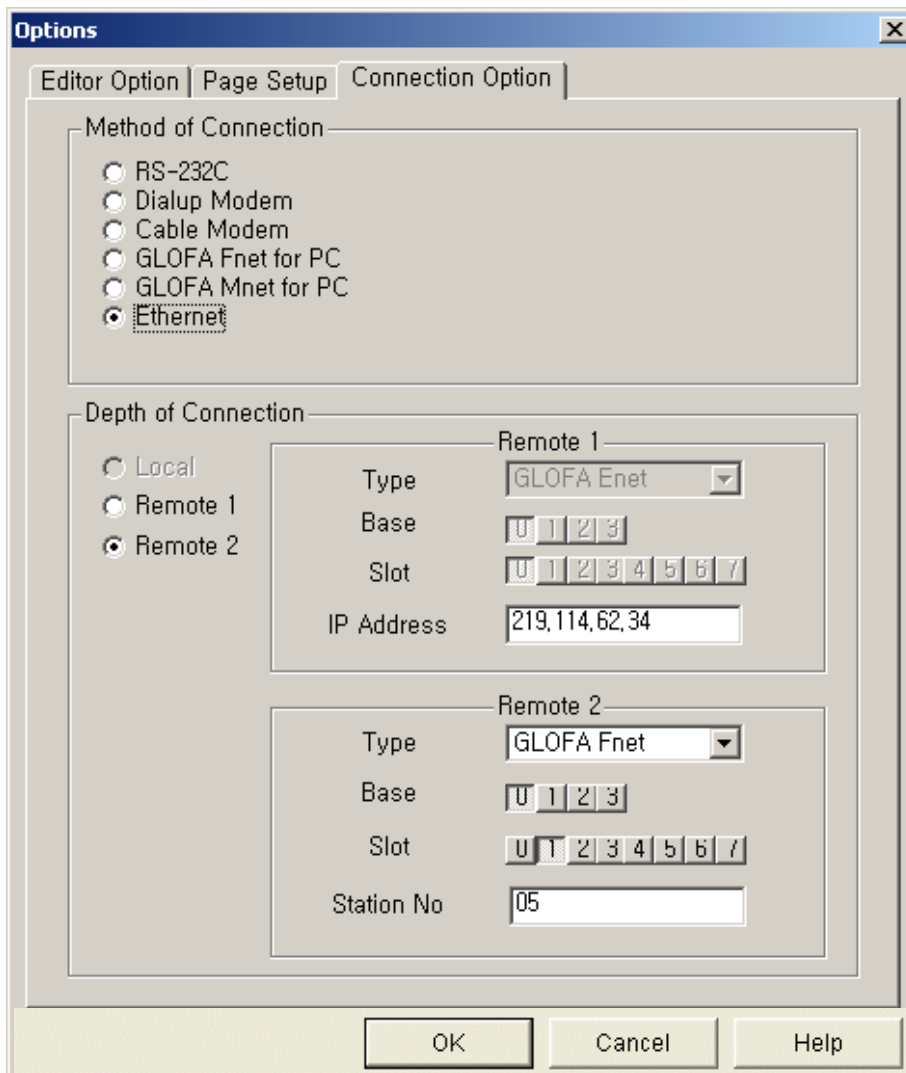 Options
Editor Option Page Setup Connection Option
Method of Connection
RS-232C
Dialup Modem
Cable Modem
GLOFA Fnet for PC
GLOFA Mnet for PC
Ethernet
Depth of Connection
Local
Remote 1
Remote 2
Remote 1
Type GLOFA Enet
Base 0 1 2 3
Slot 0 1 2 3 4 5 6 7
IP Address 219,114,62,34
Remote 2
Type GLOFA Fnet
Base 0 1 2 3
Slot 0 1 2 3 4 5 6 7
Station No 05
OK Cancel Help